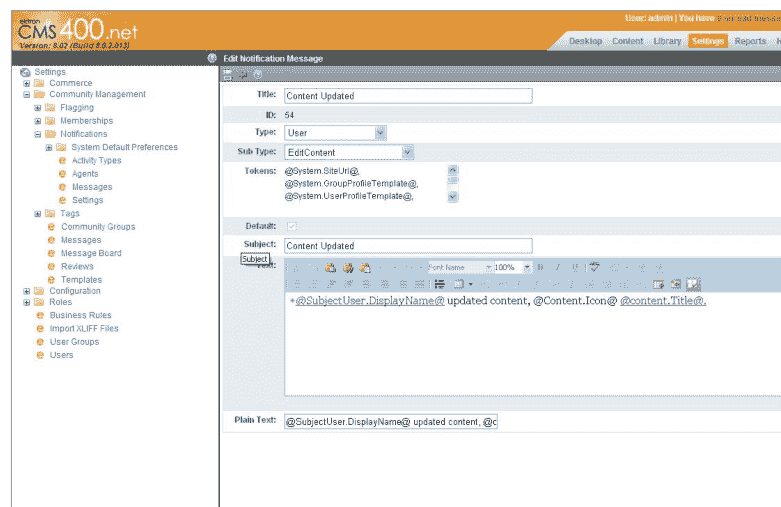 ektron
CMS400.net
Version: 8.02 (Build 8.0.2.013)
User: admin | You have
Desktop Content Library Settings Reports
Edit Notification Message
Settings
Commerce
Community Management
Flagging
Memberships
Notifications
System Default Preferences
Activity Types
Agents
Messages
Settings
Tags
Community Groups
Messages
Message Board
Reviews
Templates
Configuration
Roles
Business Rules
Import XLIFF Files
User Groups
Users
Title: Content Updated
ID: 54
Type: User
Sub Type: EditContent
Tokens: @System.SiteUrl@,
@System.GroupProfileTemplate@,
@System.UserProfileTemplate@,
Default:
Subject: Content Updated
Subject
Text:
Font Name 100%
@SubjectUser.DisplayName@ updated content, @Content.Icon@ @content.Title@.
Plain Text: @SubjectUser.DisplayName@ updated content, @c